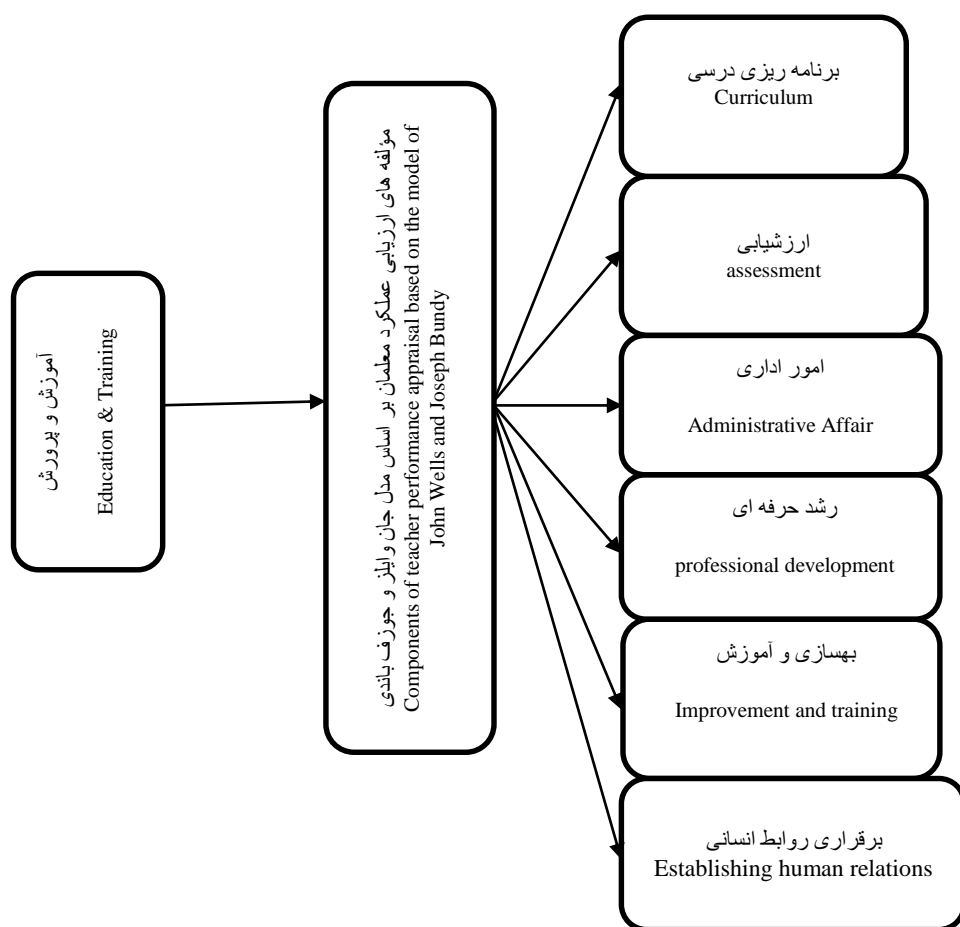 آموزش و پرورش
Education & Training
مؤلفه های ارزیابی عملکرد معلمان بر اساس مدل جان وایلز و جوزف باندی
Components of teacher performance appraisal based on the model of
John Wells and Joseph Bundy
برنامه ریزی درسی
Curriculum
ارزشیابی
assessment
امور اداری
Administrative Affair
رشد حرفه ای
professional development
بهسازی و آموزش
Improvement and training
برقراری روابط انسانی
Establishing human relations